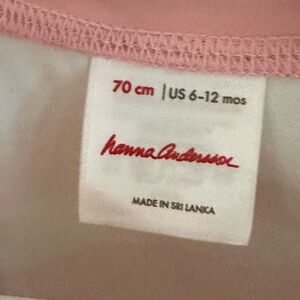 70 cm | US 6-12 mos
hanna andersson
MADE IN SRI LANKA